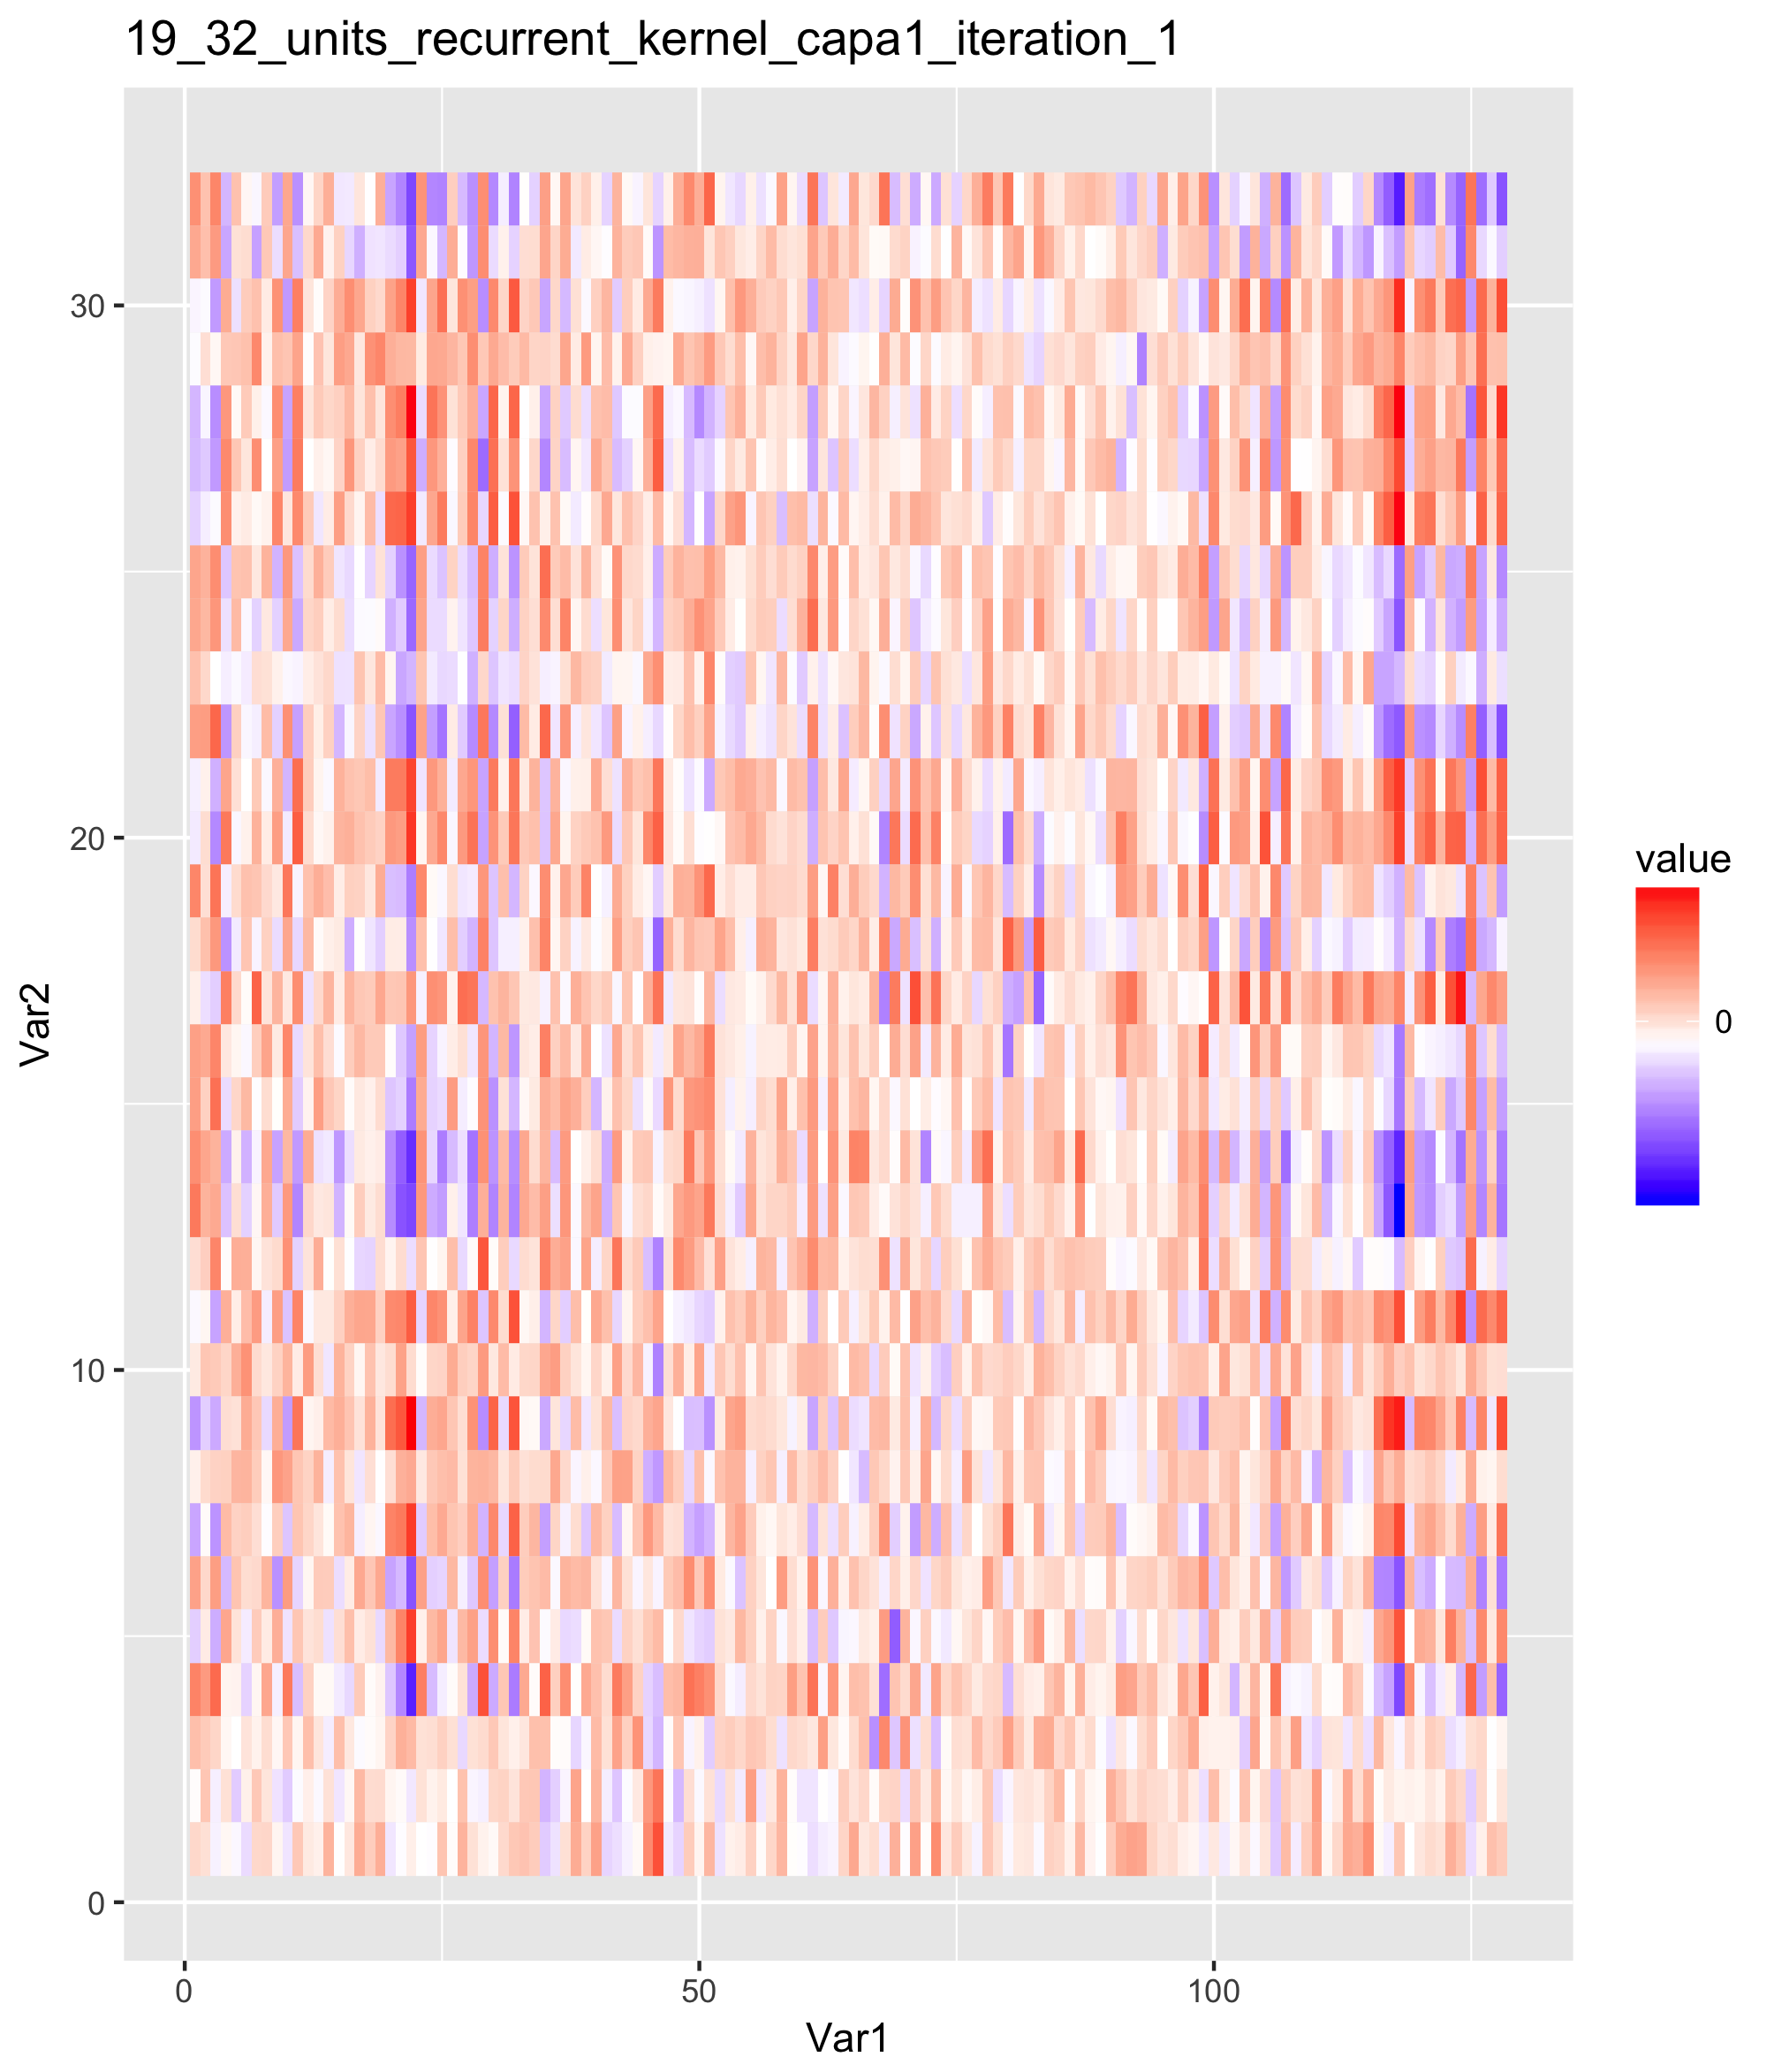 19_32_units_recurrent_kernel_capa1_iteration_1
30
20
10
0
Var2
0
50
100
Var1
value
0